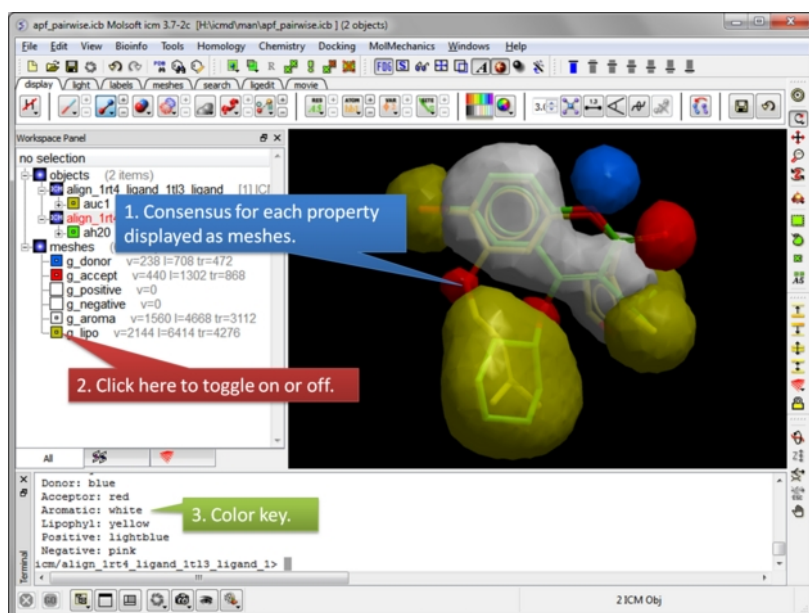 apf_pairwise.icb Molsoft icm 3.7-2c [H:\icmd\man\apf_pairwise.icb ] (2 objects)
File Edit View Bioinfo Tools Homology Chemistry Docking MolMechanics Windows Help
display light labels meshes search ligedit movie
Workspace Panel
no selection
objects (2 items)
align_1rt4_ligand_1tl3_ligand [1] IC
auc1
align_1rt4
ah20
1. Consensus for each property
displayed as meshes.
meshes
g_donor v=238 l=708 tr=472
g_accept v=440 l=1302 tr=868
g_positive v=0
g_negative v=0
g_aroma v=1560 l=4668 tr=3112
g_lipo v=2144 l=6414 tr=4276
2. Click here to toggle on or off.
All
Donor: blue
Acceptor: red
Aromatic: white
Lipophyl: yellow
Positive: lightblue
Negative: pink
icm/align_1rt4_ligand_1tl3_ligand_1>
3. Color key.
Terminal
2 ICM Obj